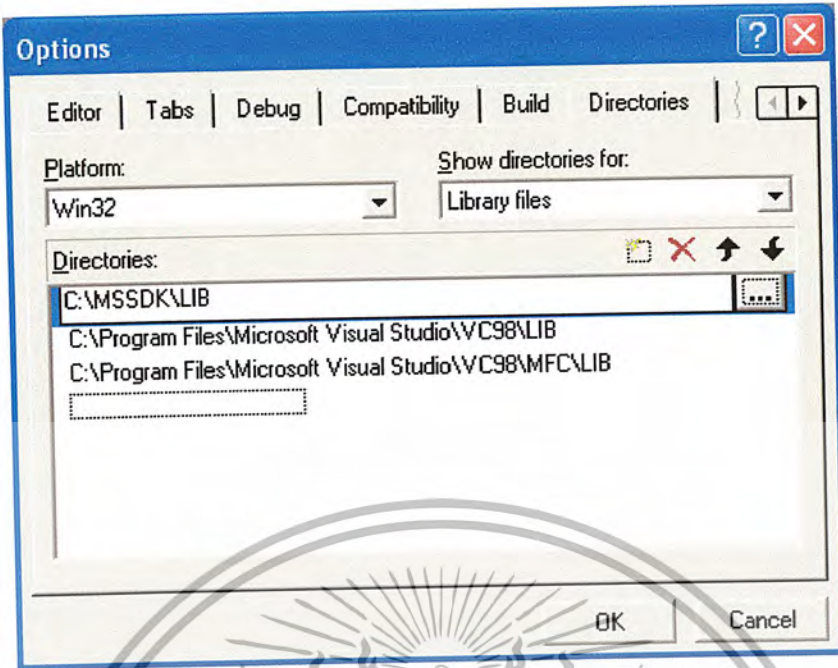 Options
Editor Tabs Debug Compatibility Build Directories
Platform: Show directories for:
Win32 Library files
Directories:
C:\MSSDK\LIB ...
C:\Program Files\Microsoft Visual Studio\VC98\LIB
C:\Program Files\Microsoft Visual Studio\VC98\MFC\LIB
OK Cancel